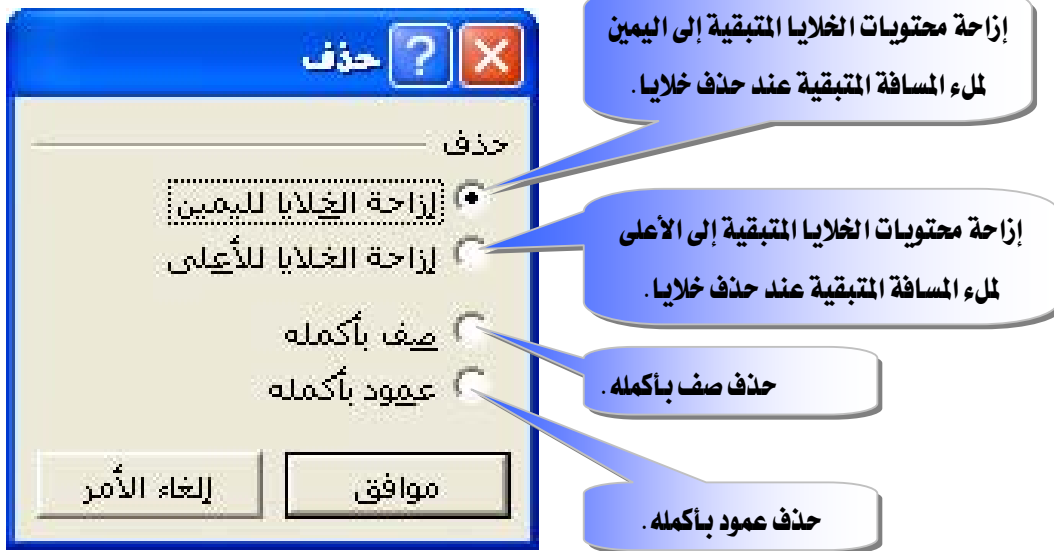 حذف
حذف
إزاحة الخلايا لليمين
إزاحة الخلايا للأعلى
صف بأكمله
عمود بأكمله
موافق
إلغاء الأمر
إزاحة محتويات الخلايا المتبقية إلى اليمين
لملء المسافة المتبقية عند حذف خلايا.
إزاحة محتويات الخلايا المتبقية إلى الأعلى
لملء المسافة المتبقية عند حذف خلايا.
حذف صف بأكمله.
حذف عمود بأكمله.